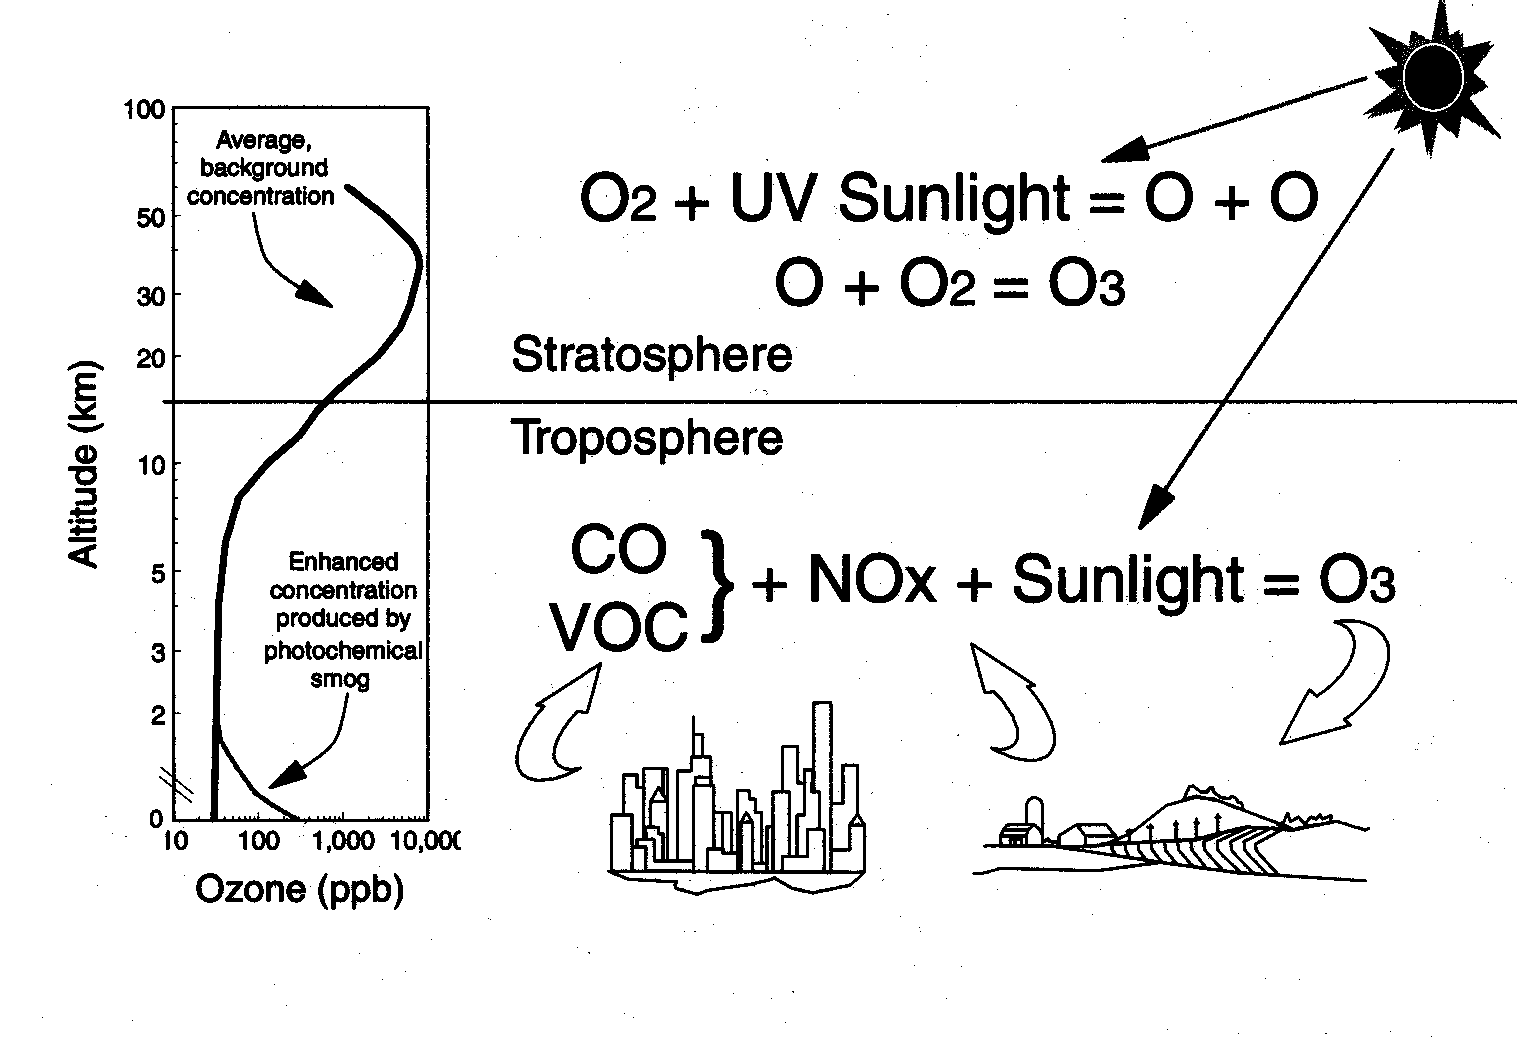 100
50
30
20
10
5
3
2
0
Altitude (km)
Average,
background
concentration
Enhanced
concentration
produced by
photochemical
smog
10 100 1,000 10,000
Ozone (ppb)
O2 + UV Sunlight = O + O
O + O2 = O3
Stratosphere
Troposphere
CO
VOC
} + NOx + Sunlight = O3